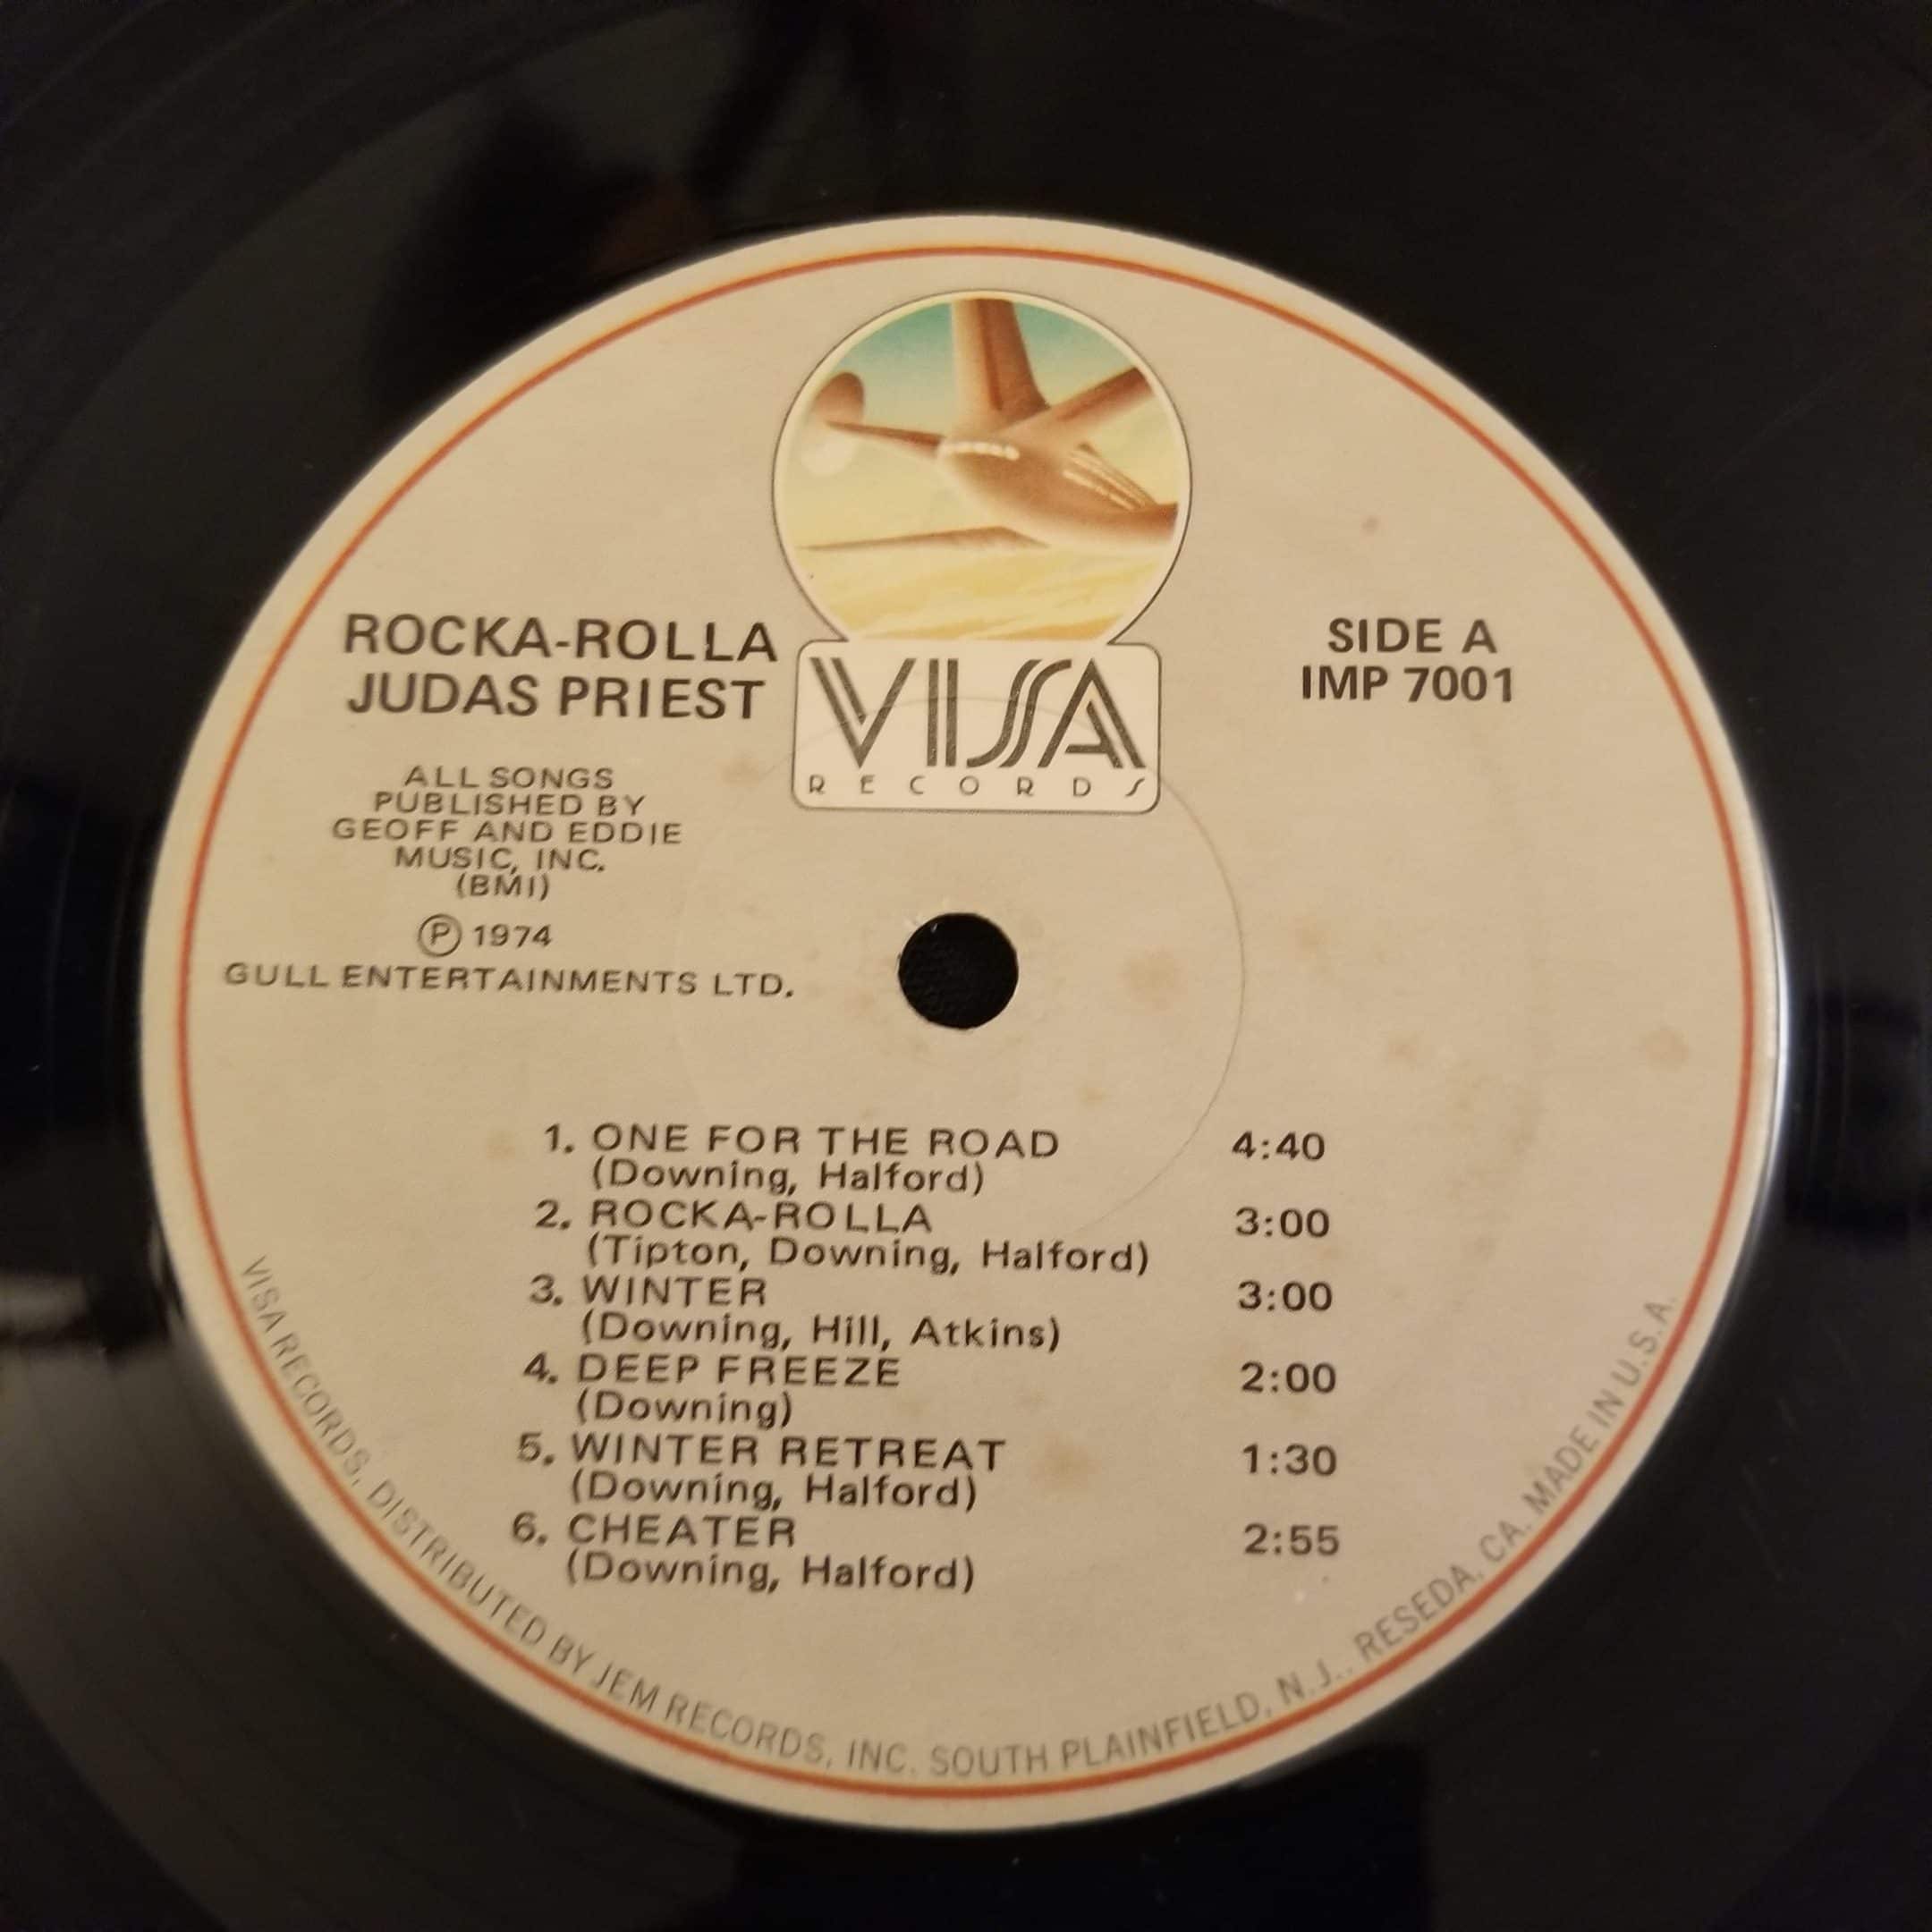 ROCKA-ROLLA
JUDAS PRIEST
ALL SONGS
PUBLISHED BY
GEOFF AND EDDIE
MUSIC, INC.
(BMI)
Ⓟ 1974
GULL ENTERTAINMENTS LTD.
VISA
RECORDS
SIDE A
IMP 7001
1. ONE FOR THE ROAD 4:40
(Downing, Halford)
2. ROCKA-ROLLA 3:00
(Tipton, Downing, Halford)
3. WINTER 3:00
(Downing, Hill, Atkins)
4. DEEP FREEZE 2:00
(Downing)
5. WINTER RETREAT 1:30
(Downing, Halford)
6. CHEATER 2:55
(Downing, Halford)
VISA RECORDS, DISTRIBUTED BY JEM RECORDS, INC. SOUTH PLAINFIELD, N.J., RESEDA, CA. MADE IN U.S.A.